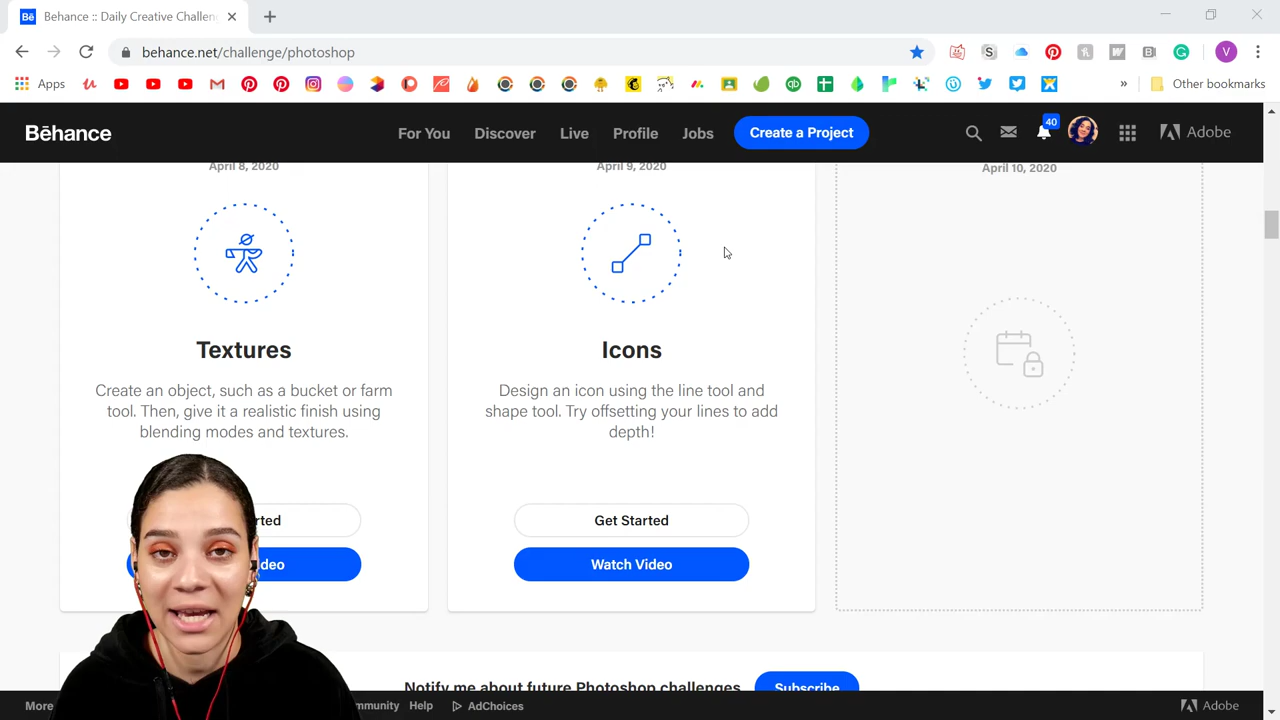 Behance :: Daily Creative Challen
behance.net/challenge/photoshop
Apps
Other bookmarks
Bēhance
For You
Discover
Live
Profile
Jobs
Create a Project
40
Adobe
April 8, 2020
Textures
Create an object, such as a bucket or farm
tool. Then, give it a realistic finish using
blending modes and textures.
April 9, 2020
Icons
Design an icon using the line tool and
shape tool. Try offsetting your lines to add
depth!
Get Started
Watch Video
April 10, 2020
Notify me about future Photoshop challenges
Subscribe
More
Help
AdChoices
Adobe